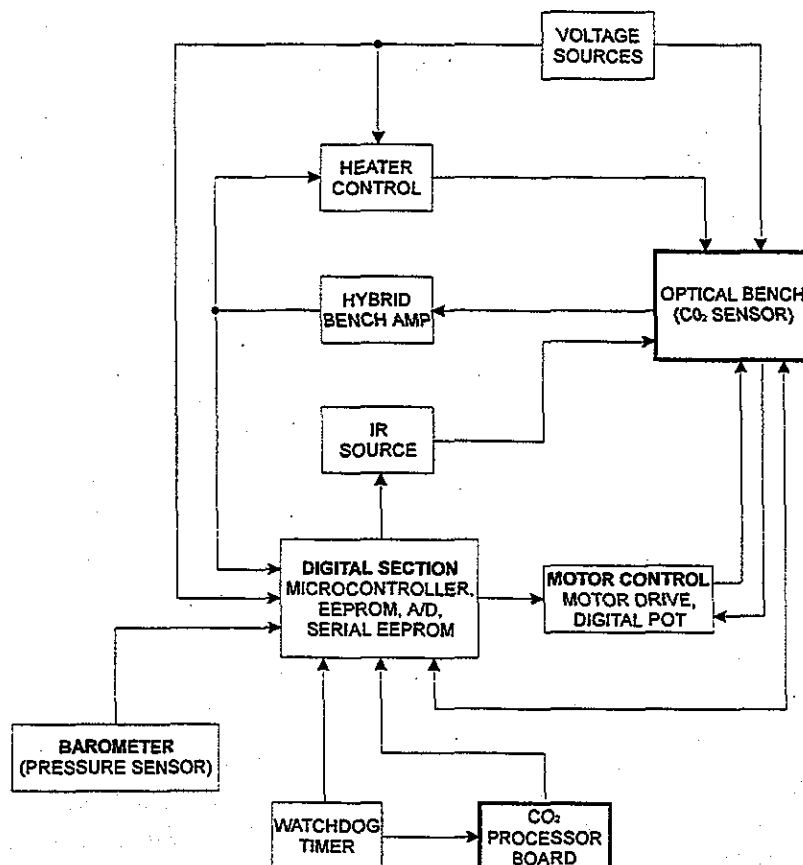 VOLTAGE
SOURCES
HEATER
CONTROL
HYBRID
BENCH AMP
OPTICAL BENCH
(C0₂ SENSOR)
IR
SOURCE
DIGITAL SECTION
MICROCONTROLLER,
EEPROM, A/D,
SERIAL EEPROM
MOTOR CONTROL
MOTOR DRIVE,
DIGITAL POT
BAROMETER
(PRESSURE SENSOR)
WATCHDOG
TIMER
CO₂
PROCESSOR
BOARD